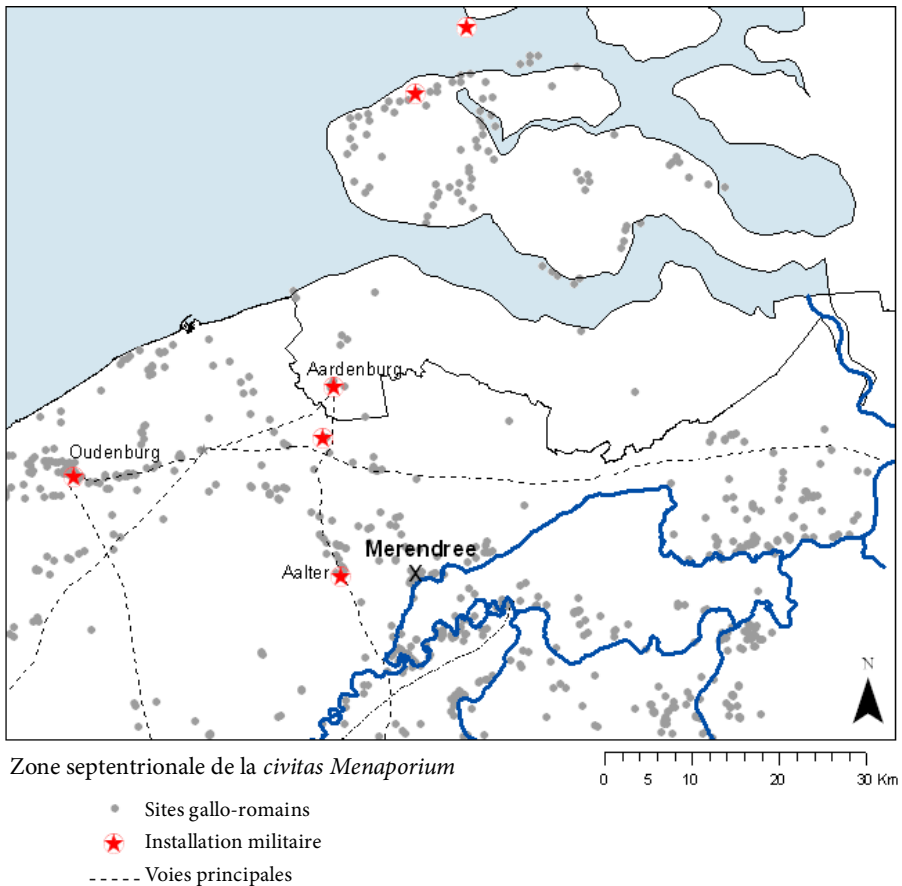 Aardenburg
Oudenburg
Merendree
X
Aalter
N
Zone septentrionale de la civitas Menaporium
0 5 10 20 30 Km
Sites gallo-romains
Installation militaire
Voies principales